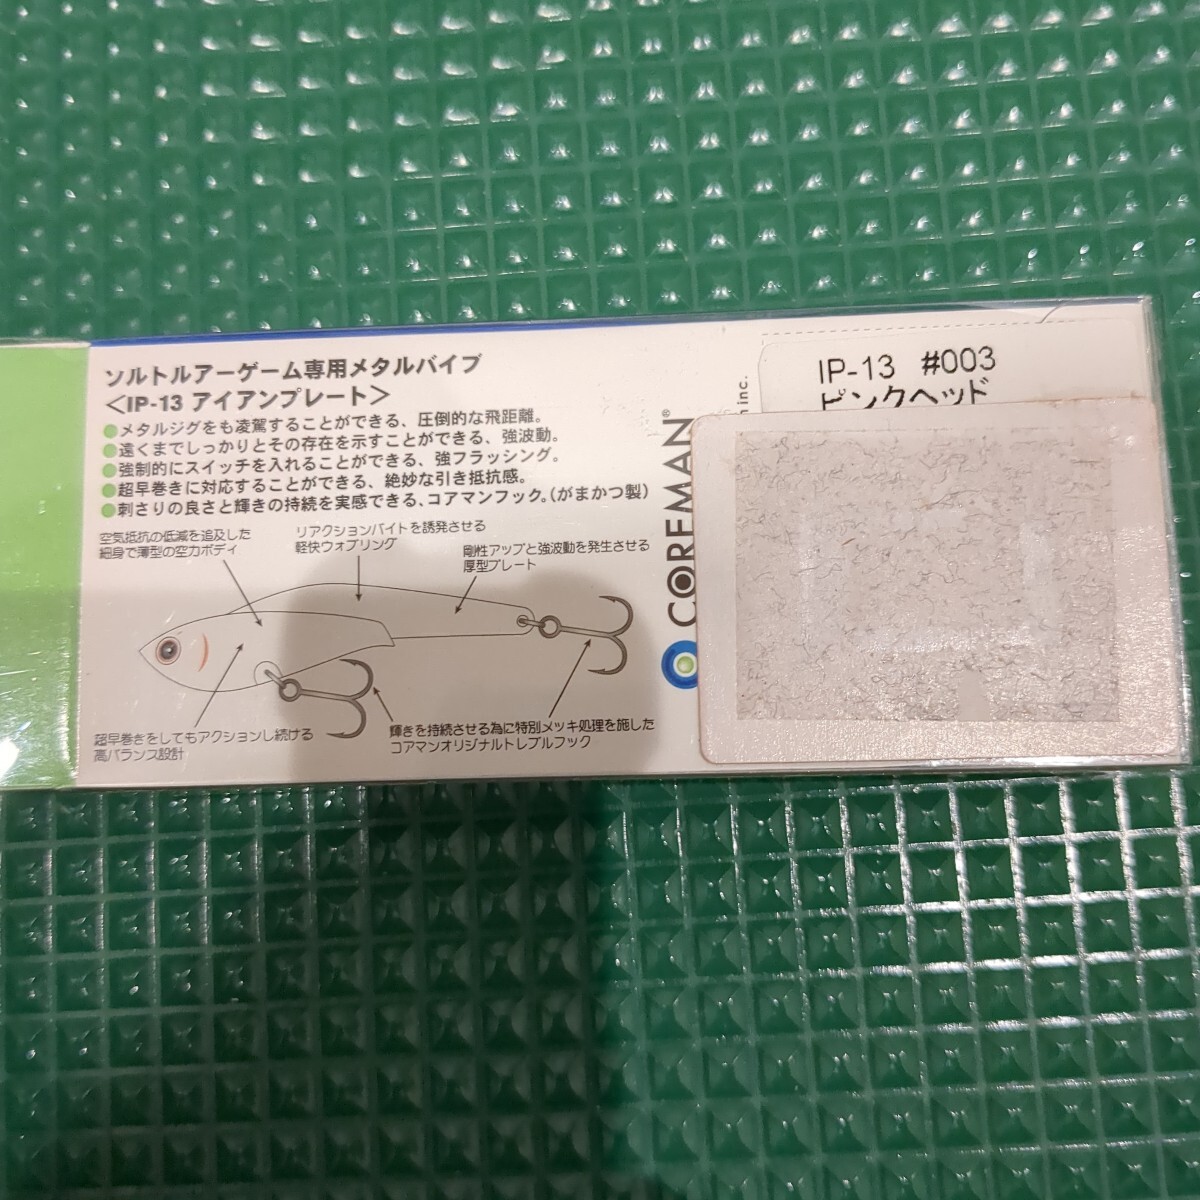 ソルトルアーゲーム専用メタルバイブ
<IP-13 アイアンプレート>
●メタルジグをも凌駕することができる、圧倒的な飛距離。
●遠くまでしっかりとその存在を示すことができる、強波動。
●強制的にスイッチを入れることができる、強フラッシング。
●超早巻きに対応することができる、絶妙な引き抵抗感。
●刺さりの良さと輝きの持続を実感できる、コアマンフック。(がまかつ製)
空気抵抗の低減を追及した
細身で薄型の空力ボディ
リアクションバイトを誘発させる
軽快ウォブリング
剛性アップと強波動を発生させる
厚型プレート
超早巻きをしてもアクションし続ける
高バランス設計
輝きを持続させる為に特別メッキ処理を施した
コアマンオリジナルトレブルフック
COREMAN®
inc.
IP-13 #003
ピンクヘッド